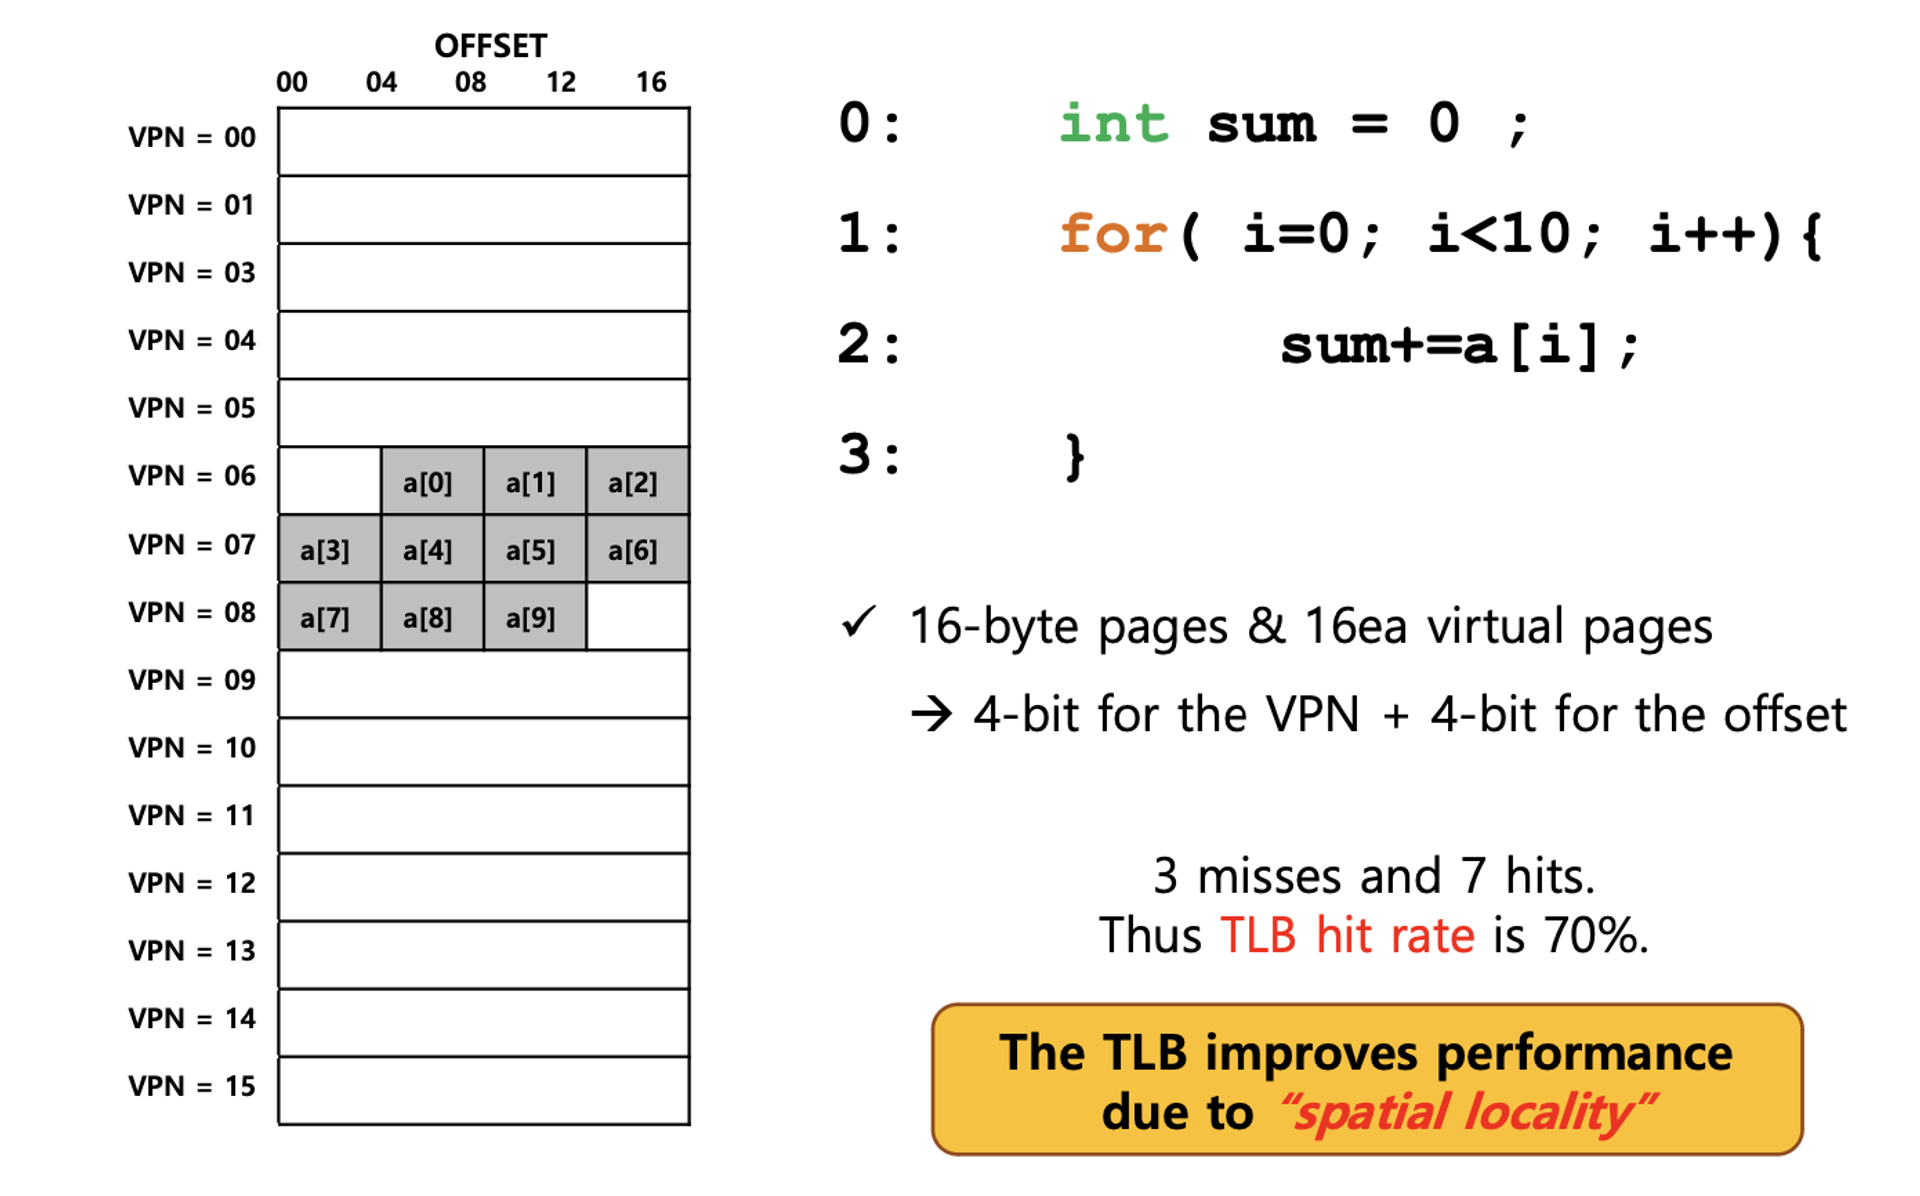 OFFSET
00 04 08 12 16
VPN = 00
VPN = 01
VPN = 03
VPN = 04
VPN = 05
VPN = 06 a[0] a[1] a[2]
VPN = 07 a[3] a[4] a[5] a[6]
VPN = 08 a[7] a[8] a[9]
VPN = 09
VPN = 10
VPN = 11
VPN = 12
VPN = 13
VPN = 14
VPN = 15
0: int sum = 0 ;
1: for( i=0; i<10; i++){
2: sum+=a[i];
3: }
✓ 16-byte pages & 16ea virtual pages
→ 4-bit for the VPN + 4-bit for the offset
3 misses and 7 hits.
Thus TLB hit rate is 70%.
The TLB improves performance
due to “spatial locality”